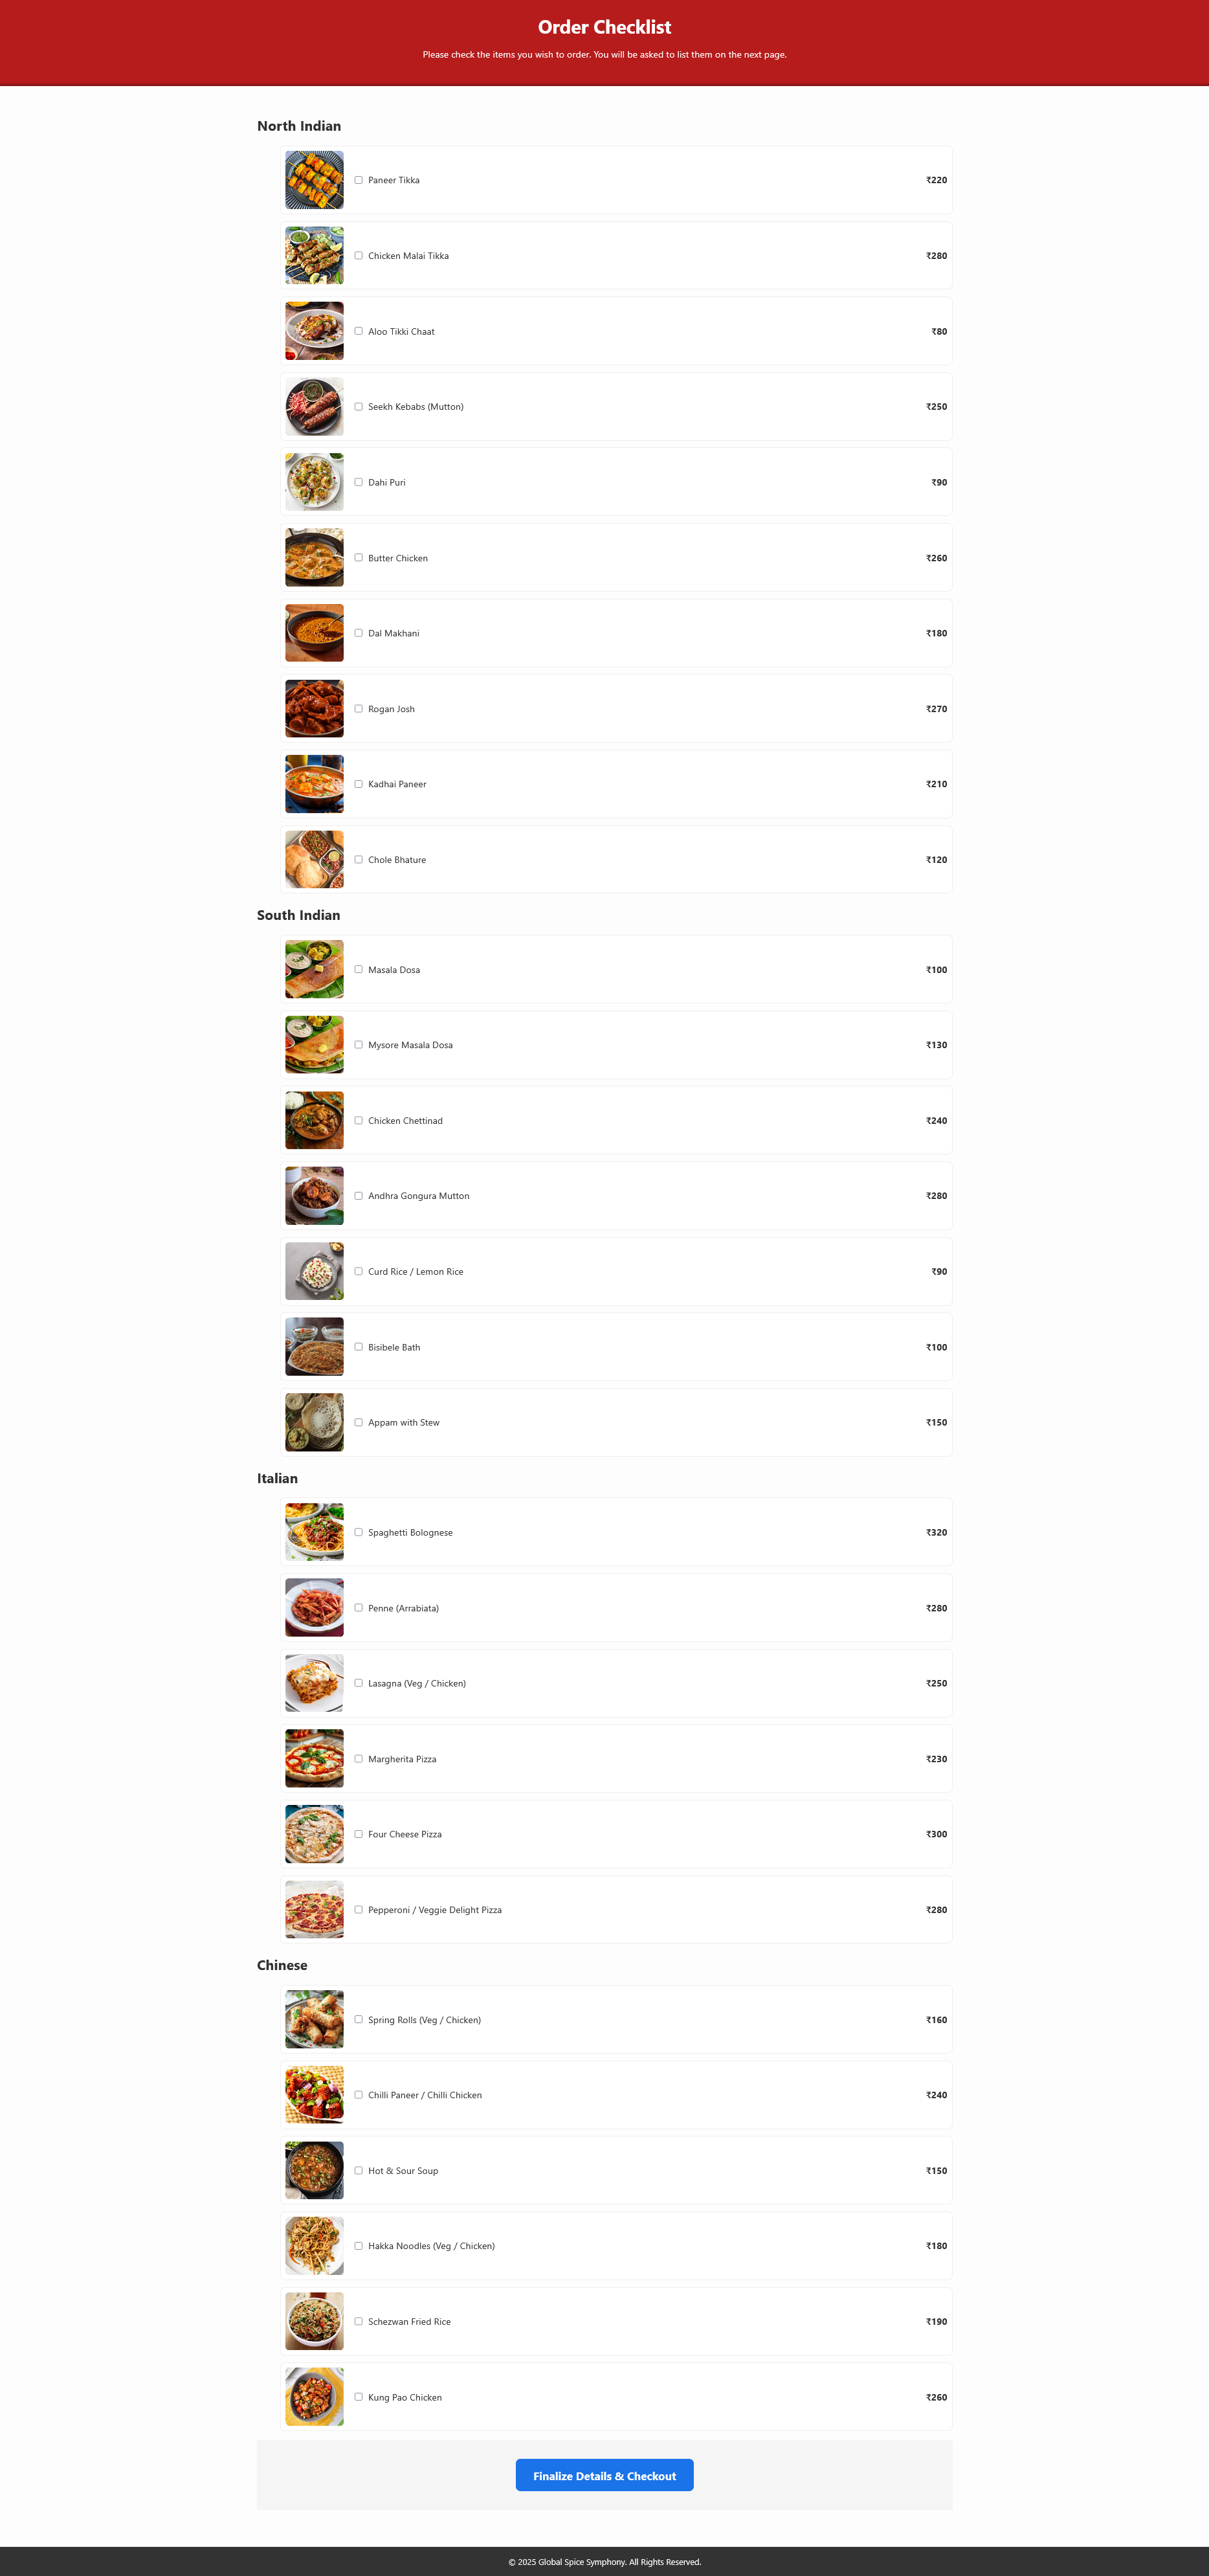 Order Checklist
Please check the items you wish to order. You will be asked to list them on the next page.
North Indian
Paneer Tikka ₹220
Chicken Malai Tikka ₹280
Aloo Tikki Chaat ₹80
Seekh Kebabs (Mutton) ₹250
Dahi Puri ₹90
Butter Chicken ₹260
Dal Makhani ₹180
Rogan Josh ₹270
Kadhai Paneer ₹210
Chole Bhature ₹120
South Indian
Masala Dosa ₹100
Mysore Masala Dosa ₹130
Chicken Chettinad ₹240
Andhra Gongura Mutton ₹280
Curd Rice / Lemon Rice ₹90
Bisibele Bath ₹100
Appam with Stew ₹150
Italian
Spaghetti Bolognese ₹320
Penne (Arrabiata) ₹280
Lasagna (Veg / Chicken) ₹250
Margherita Pizza ₹230
Four Cheese Pizza ₹300
Pepperoni / Veggie Delight Pizza ₹280
Chinese
Spring Rolls (Veg / Chicken) ₹160
Chilli Paneer / Chilli Chicken ₹240
Hot & Sour Soup ₹150
Hakka Noodles (Veg / Chicken) ₹180
Schezwan Fried Rice ₹190
Kung Pao Chicken ₹260
Finalize Details & Checkout
© 2025 Global Spice Symphony. All Rights Reserved.